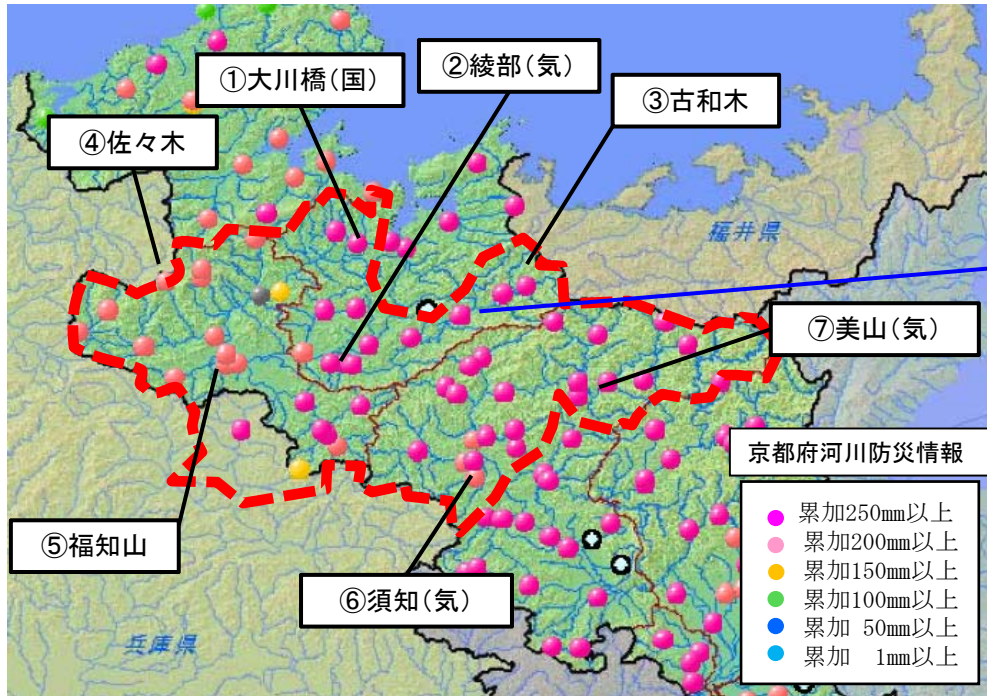 ②綾部(気)
①大川橋(国)
③古和木
④佐々木
福井県
⑦美山(気)
京都府河川防災情報
累加250mm以上
累加200mm以上
累加150mm以上
累加100mm以上
累加 50mm以上
累加 1mm以上
⑤福知山
⑥須知(気)
兵庫県